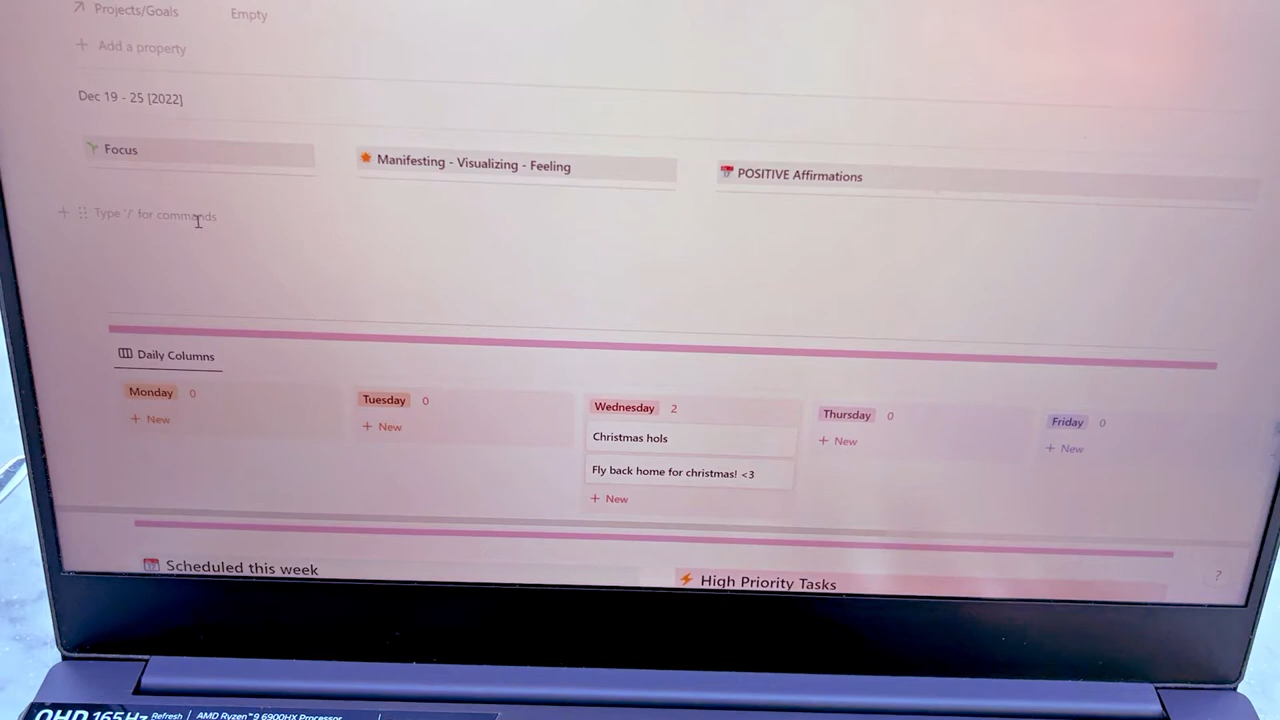 Projects/Goals Empty
+ Add a property
Dec 19 - 25 [2022]
Focus
Manifesting - Visualizing - Feeling
POSITIVE Affirmations
+ Type '/' for commands
Daily Columns
Monday 0
+ New
Tuesday 0
+ New
Wednesday 2
Christmas hols
Fly back home for christmas! <3
+ New
Thursday 0
+ New
Friday 0
+ New
Scheduled this week
High Priority Tasks
?
QHD 165Hz Refresh | AMD Ryzen™ 9 6900HX Processor